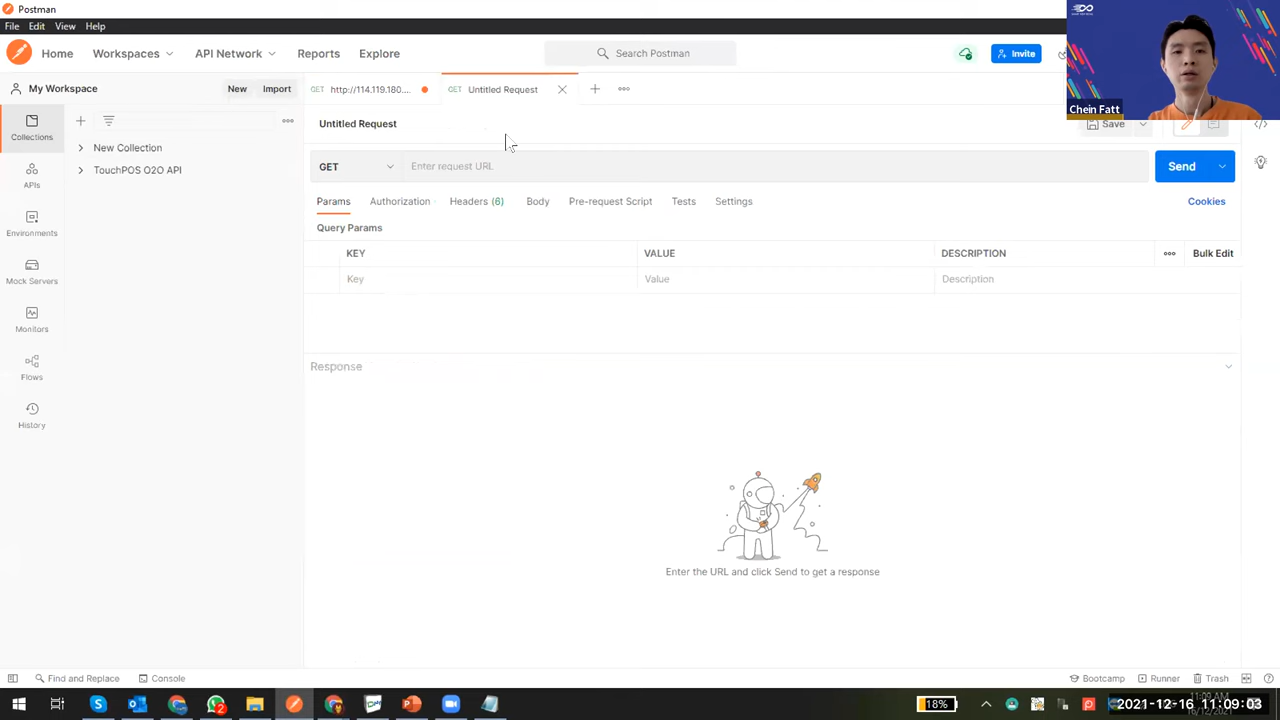 Postman
File Edit View Help
Home Workspaces API Network Reports Explore Search Postman Invite
My Workspace New Import GET http://114.119.180.... GET Untitled Request
Collections
New Collection
TouchPOS O2O API
APIs
Environments
Mock Servers
Monitors
Flows
History
Untitled Request Save
GET Enter request URL Send
Params Authorization Headers (6) Body Pre-request Script Tests Settings Cookies
Query Params
KEY VALUE DESCRIPTION Bulk Edit
Key Value Description
Response
Enter the URL and click Send to get a response
Chein Fatt
Find and Replace Console Bootcamp Runner Trash
2
18%
2021-12-16 11:09:03